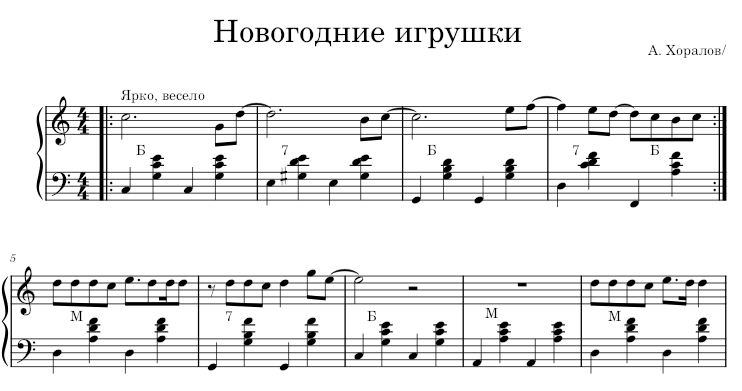 Новогодние игрушки
А. Хоралов/
Ярко, весело
Б 7 Б 7 Б
5
М 7 Б М М